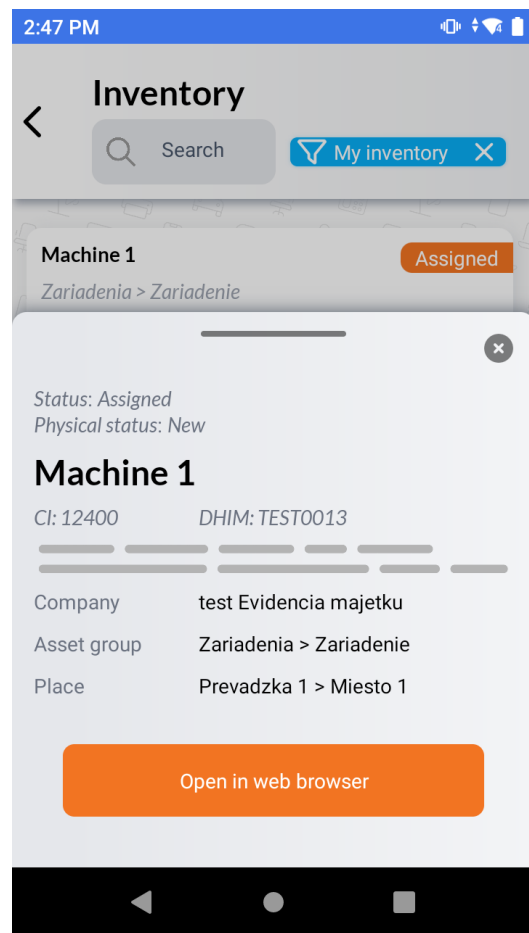 2:47 PM
Inventory
Search
My inventory
Machine 1
Assigned
Zariadenia > Zariadenie
Status: Assigned
Physical status: New
Machine 1
CI: 12400 DHIM: TEST0013
Company test Evidencia majetku
Asset group Zariadenia > Zariadenie
Place Prevadzka 1 > Miesto 1
Open in web browser